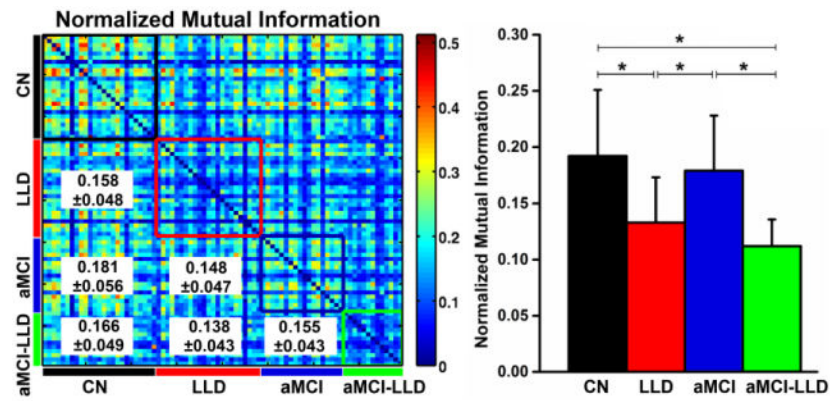 Normalized Mutual Information
CN
LLD
aMCI
aMCI-LLD
0.158
±0.048
0.181
±0.056
0.148
±0.047
0.166
±0.049
0.138
±0.043
0.155
±0.043
CN LLD aMCI aMCI-LLD
0.5
0.4
0.3
0.2
0.1
0
Normalized Mutual Information
0.30
0.25
0.20
0.15
0.10
0.05
0.00
*
* * *
CN LLD aMCI aMCI-LLD